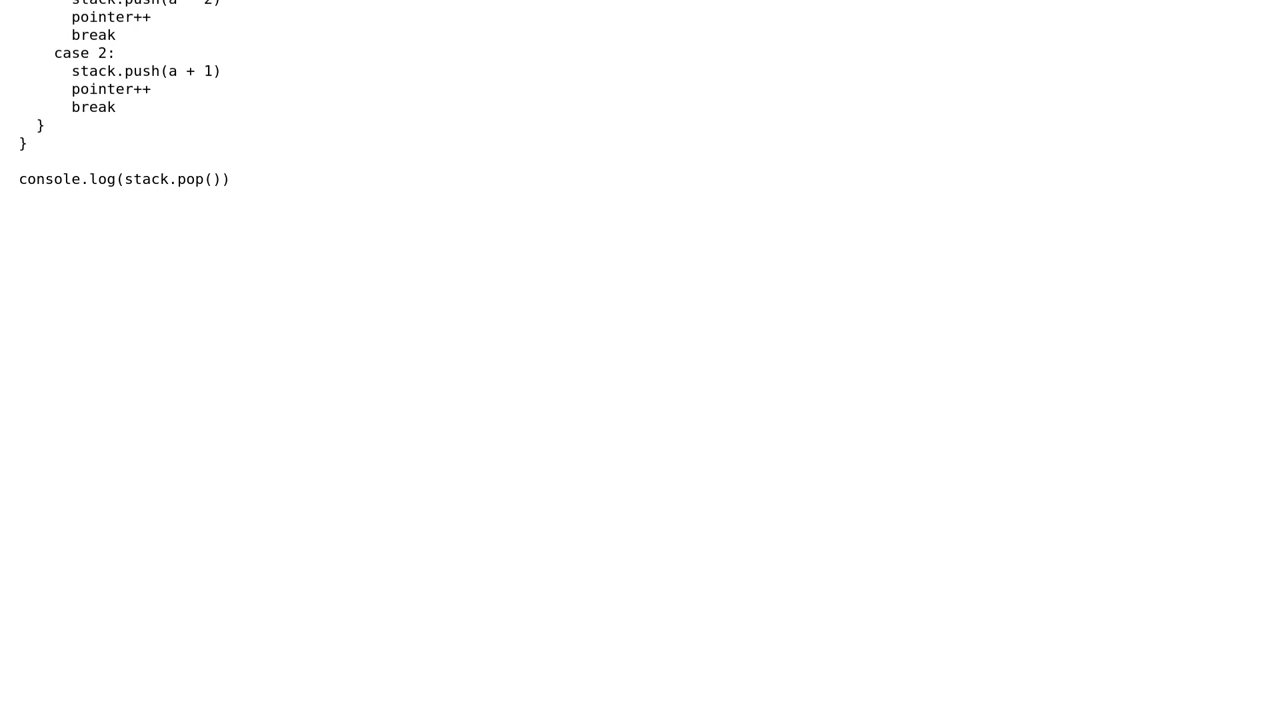 stack.push(a   2)
      pointer++
      break
    case 2:
      stack.push(a + 1)
      pointer++
      break
  }
}

console.log(stack.pop())